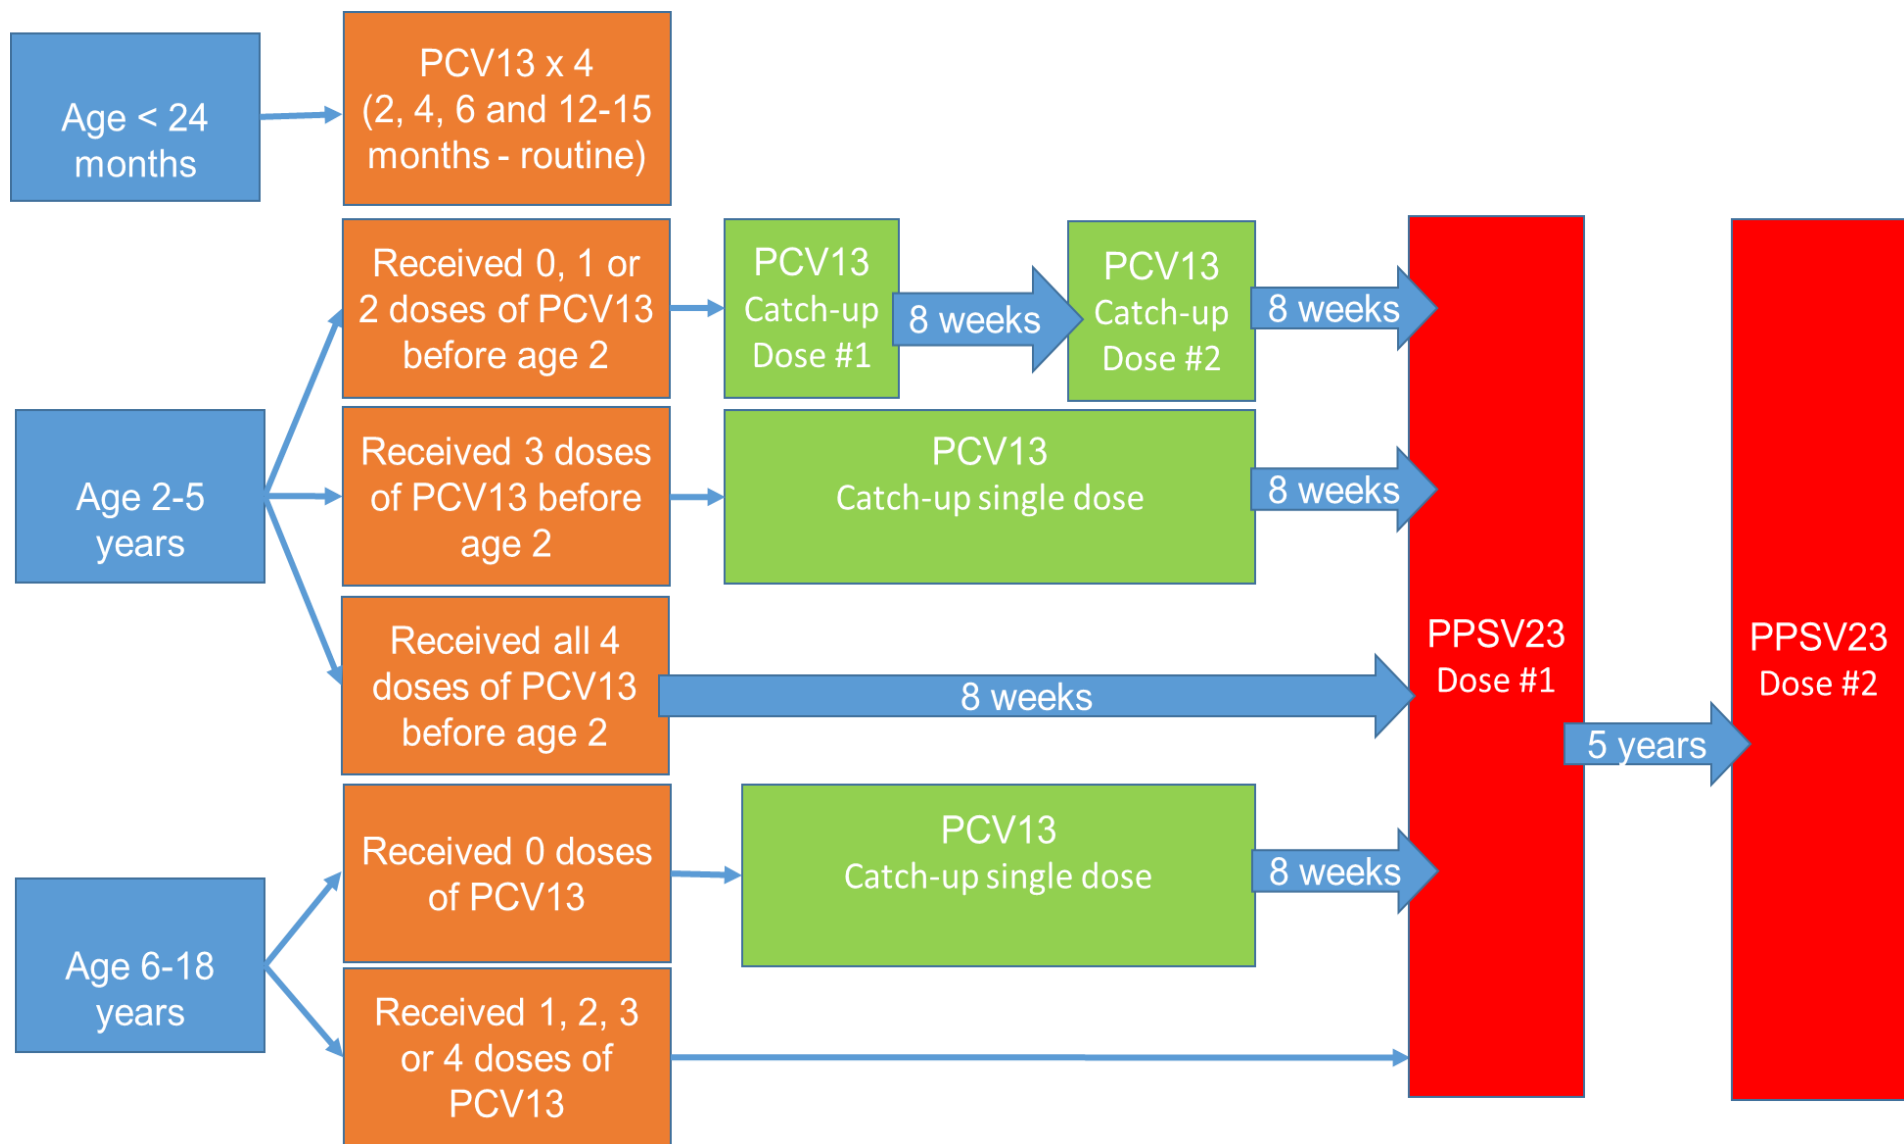 Age < 24
months
PCV13 x 4
(2, 4, 6 and 12-15
months - routine)
Received 0, 1 or
2 doses of PCV13
before age 2
PCV13
Catch-up
Dose #1
8 weeks
PCV13
Catch-up
Dose #2
8 weeks
Age 2-5
years
Received 3 doses
of PCV13 before
age 2
PCV13
Catch-up single dose
8 weeks
Received all 4
doses of PCV13
before age 2
8 weeks
PPSV23
Dose #1
5 years
PPSV23
Dose #2
Age 6-18
years
Received 0 doses
of PCV13
PCV13
Catch-up single dose
8 weeks
Received 1, 2, 3
or 4 doses of
PCV13